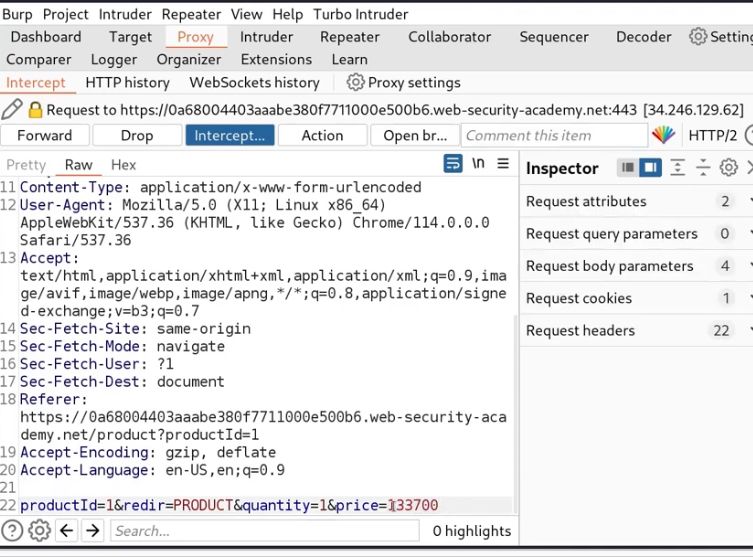 Burp Project Intruder Repeater View Help Turbo Intruder
Dashboard Target Proxy Intruder Repeater Collaborator Sequencer Decoder Settin
Comparer Logger Organizer Extensions Learn
Intercept HTTP history WebSockets history Proxy settings
Request to https://0a68004403aaabe380f7711000e500b6.web-security-academy.net:443 [34.246.129.62]
Forward Drop Intercept... Action Open br... Comment this item HTTP/2
Pretty Raw Hex \n
Inspector
11 Content-Type: application/x-www-form-urlencoded
12 User-Agent: Mozilla/5.0 (X11; Linux x86_64)
AppleWebKit/537.36 (KHTML, like Gecko) Chrome/114.0.0.0
Safari/537.36
13 Accept:
text/html,application/xhtml+xml,application/xml;q=0.9,ima
ge/avif,image/webp,image/apng,*/*;q=0.8,application/signe
d-exchange;v=b3;q=0.7
14 Sec-Fetch-Site: same-origin
15 Sec-Fetch-Mode: navigate
16 Sec-Fetch-User: ?1
17 Sec-Fetch-Dest: document
18 Referer:
https://0a68004403aaabe380f7711000e500b6.web-security-aca
demy.net/product?productId=1
19 Accept-Encoding: gzip, deflate
20 Accept-Language: en-US,en;q=0.9
21
22 productId=1&redir=PRODUCT&quantity=1&price=133700
Search... 0 highlights
Request attributes 2
Request query parameters 0
Request body parameters 4
Request cookies 1
Request headers 22